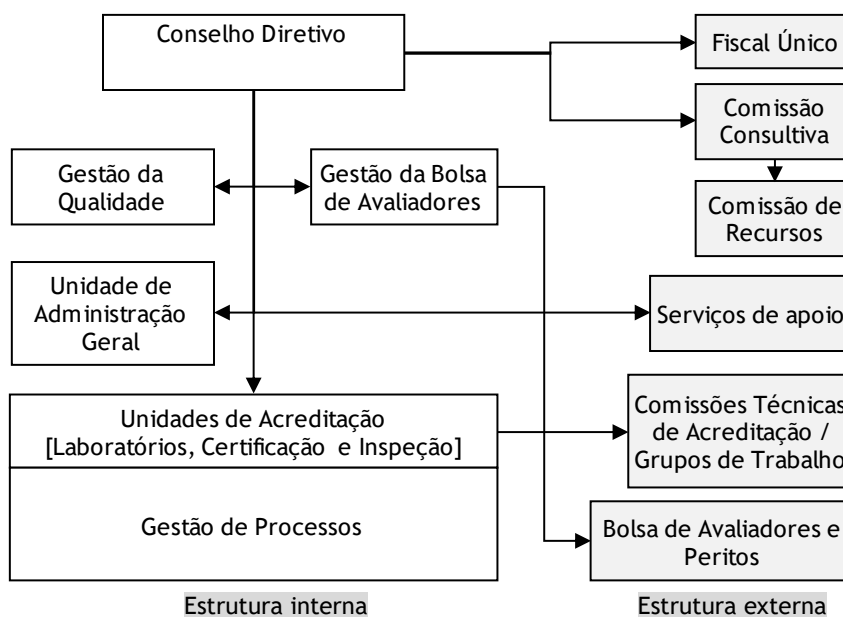 Conselho Diretivo
Fiscal Único
Comissão
Consultiva
Gestão da
Qualidade
Gestão da Bolsa
de Avaliadores
Comissão de
Recursos
Unidade de
Administração
Geral
Serviços de apoio
Unidades de Acreditação
[Laboratórios, Certificação e Inspeção]
Comissões Técnicas
de Acreditação /
Grupos de Trabalho
Gestão de Processos
Bolsa de Avaliadores e
Peritos
Estrutura interna
Estrutura externa